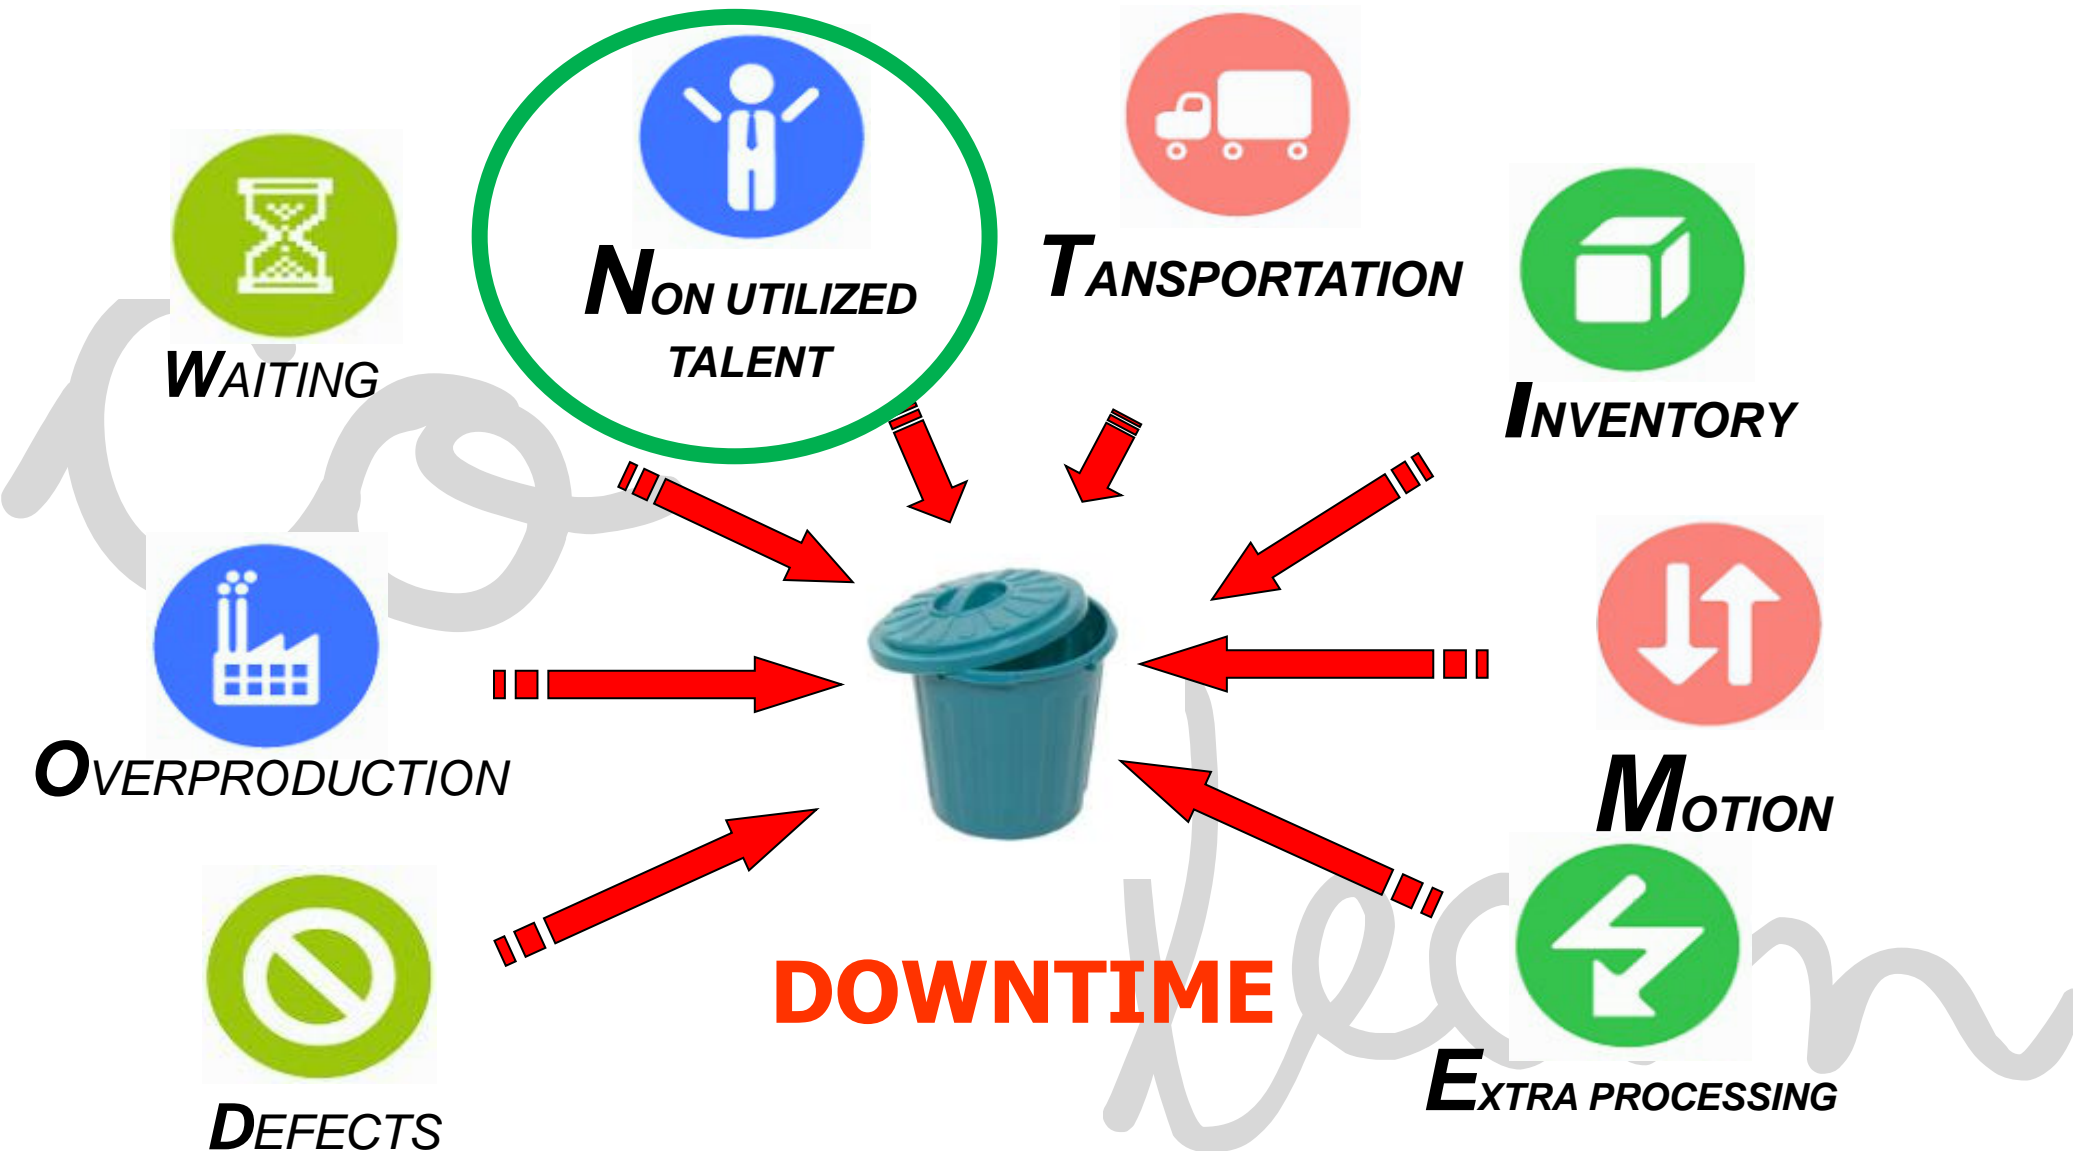 WAITING
NON UTILIZED
TALENT
TANSPORTATION
INVENTORY
OVERPRODUCTION
MOTION
DEFECTS
DOWNTIME
EXTRA PROCESSING